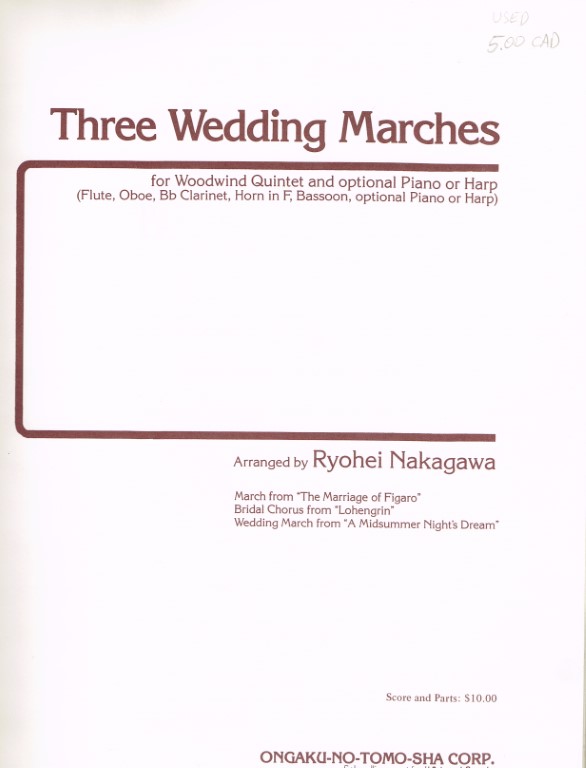 USED
5.00 CAD
Three Wedding Marches
for Woodwind Quintet and optional Piano or Harp
(Flute, Oboe, Bb Clarinet, Horn in F, Bassoon, optional Piano or Harp)
Arranged by Ryohei Nakagawa
March from "The Marriage of Figaro"
Bridal Chorus from "Lohengrin"
Wedding March from "A Midsummer Night's Dream"
Score and Parts: $10.00
ONGAKU-NO-TOMO-SHA CORP.